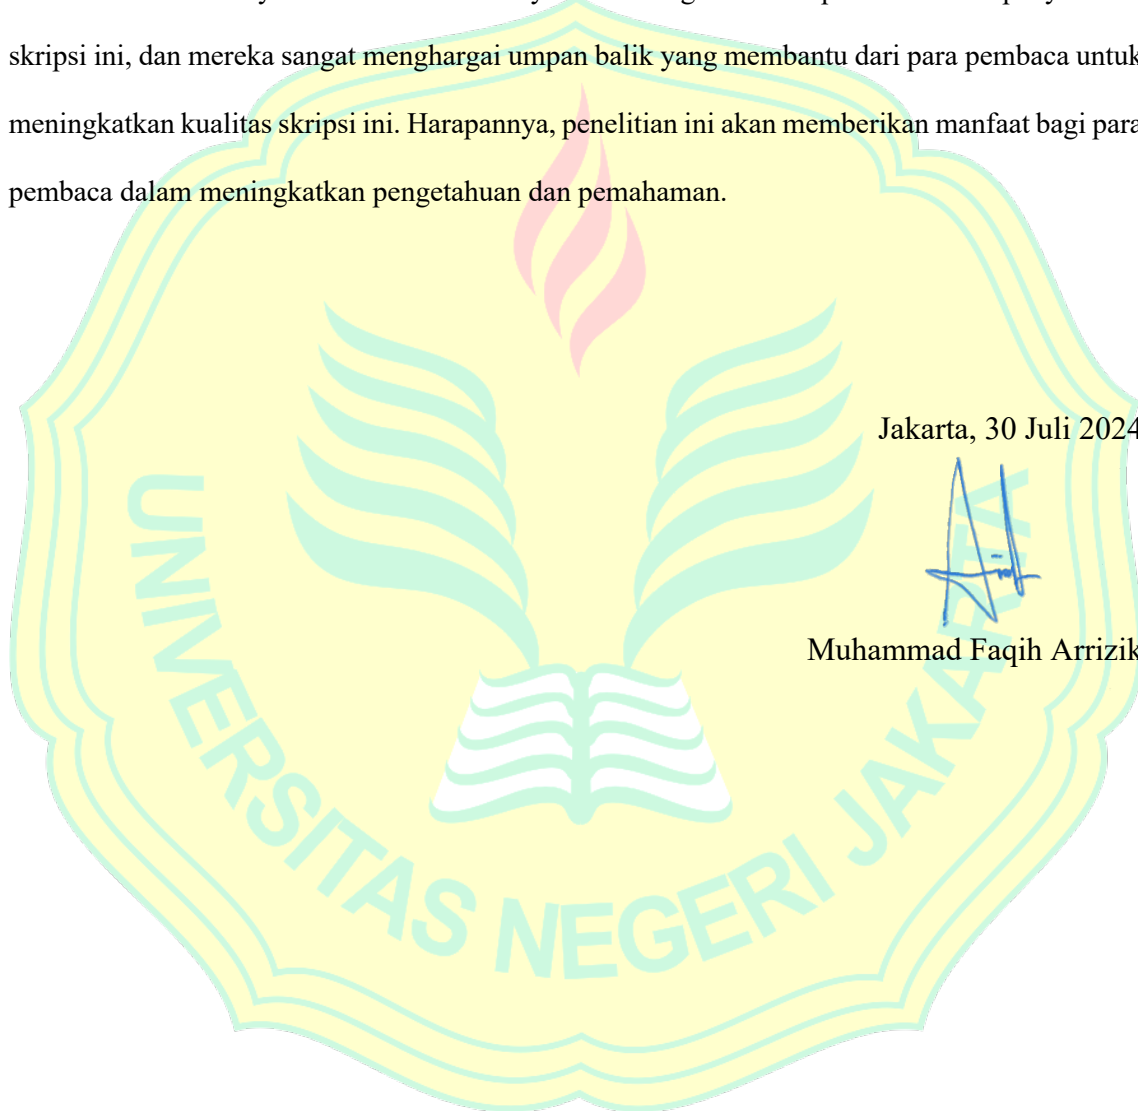 skripsi ini, dan mereka sangat menghargai umpan balik yang membantu dari para pembaca untuk
meningkatkan kualitas skripsi ini. Harapannya, penelitian ini akan memberikan manfaat bagi para
pembaca dalam meningkatkan pengetahuan dan pemahaman.
Jakarta, 30 Juli 2024
Muhammad Faqih Arrizik
UNIVERSITAS NEGERI JAKARTA